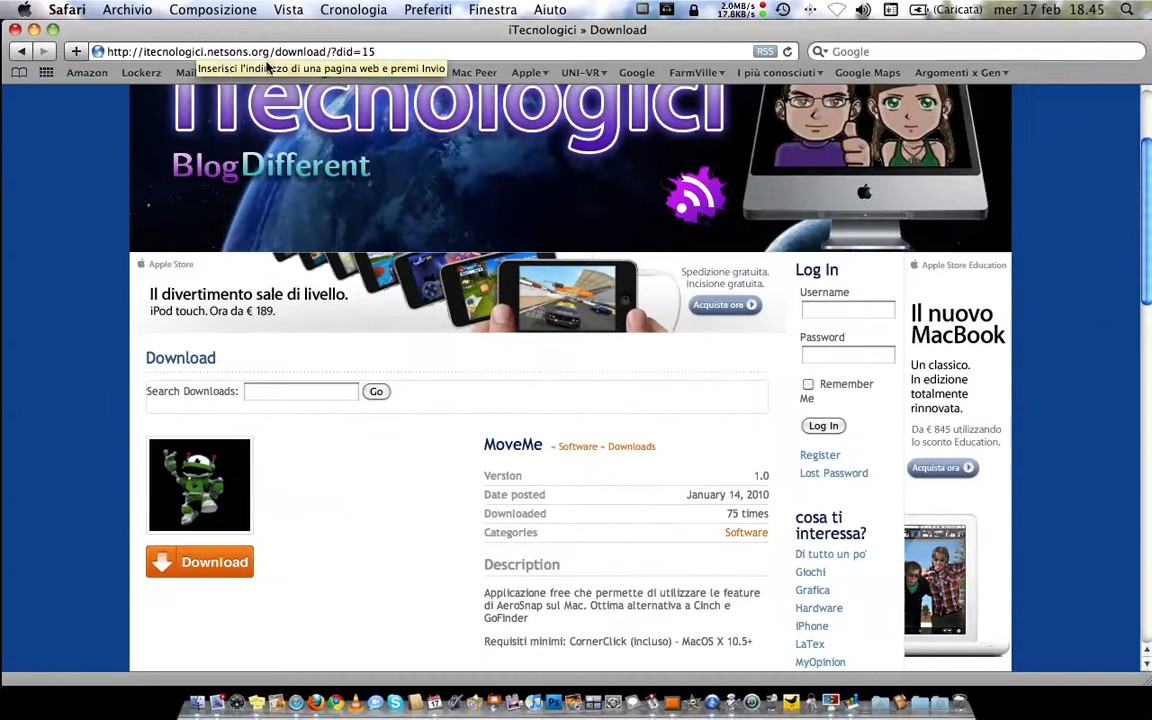 Safari Archivio Composizione Vista Cronologia Preferiti Finestra Aiuto 2.0MB/s 17.8KB/s (Caricata) mer 17 feb 18.45
iTecnologici » Download
http://itecnologici.netsons.org/download/?did=15 RSS Google
Inserisci l'indirizzo di una pagina web e premi Invio
Amazon Lockerz Mac Peer Apple UNI-VR Google FarmVille I più conosciuti Google Maps Argomenti x Gen
iTecnologici
BlogDifferent
Apple Store
Il divertimento sale di livello.
iPod touch. Ora da € 189.
Spedizione gratuita.
Incisione gratuita.
Acquista ora
Download
Search Downloads: Go
MoveMe » Software » Downloads
Version 1.0
Date posted January 14, 2010
Downloaded 75 times
Categories Software
Download
Description
Applicazione free che permette di utilizzare le feature
di AeroSnap sul Mac. Ottima alternativa a Cinch e
GoFinder
Requisiti minimi: CornerClick (incluso) - MacOS X 10.5+
Log In
Username
Password
Remember
Me
Log In
Register
Lost Password
cosa ti
interessa?
Di tutto un po'
Giochi
Grafica
Hardware
iPhone
LaTex
MyOpinion
Apple Store Education
Il nuovo
MacBook
Un classico.
In edizione
totalmente
rinnovata.
Da € 845 utilizzando
lo sconto Education.
Acquista ora